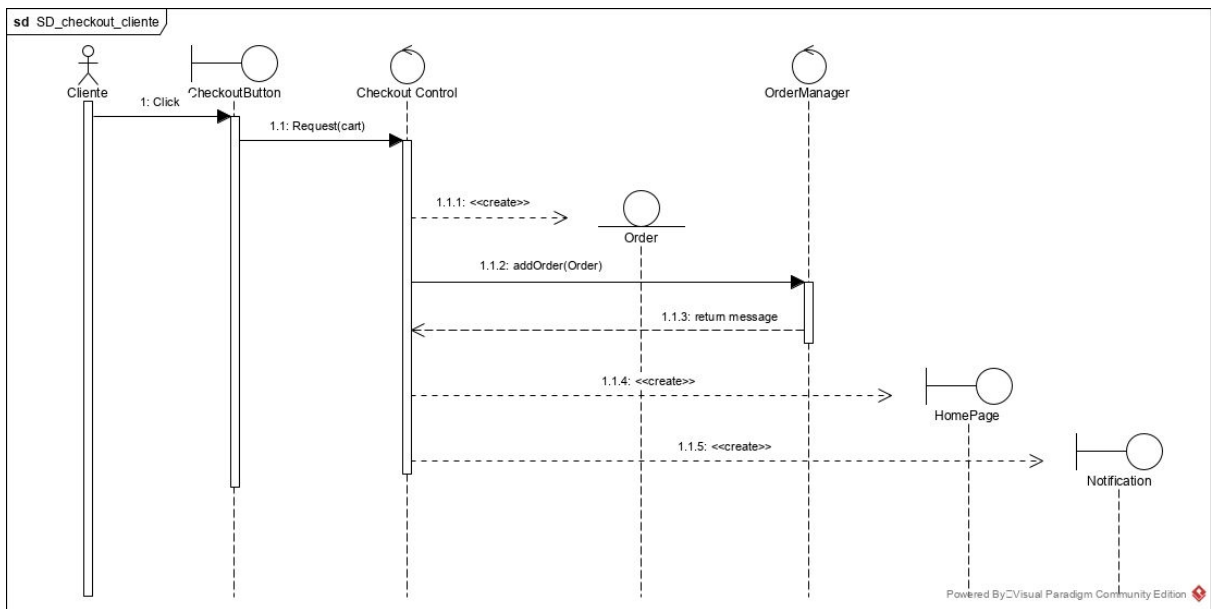 sd SD_checkout_cliente
Cliente
CheckoutButton
Checkout Control
OrderManager
1: Click
1.1: Request(cart)
1.1.1: <<create>>
Order
1.1.2: addOrder(Order)
1.1.3: return message
1.1.4: <<create>>
HomePage
1.1.5: <<create>>
Notification
Powered By Visual Paradigm Community Edition